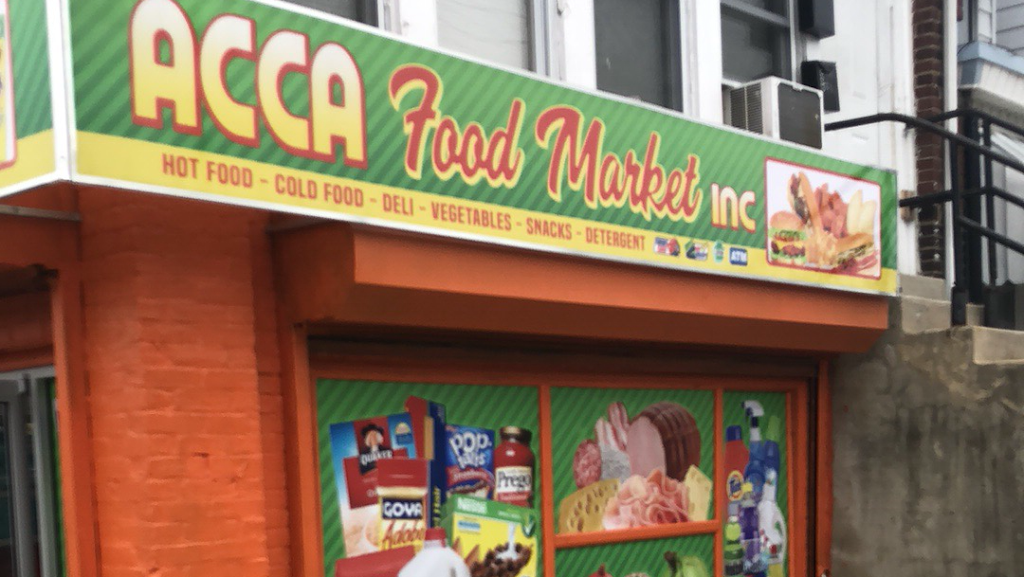 ACCA Food Market INC
HOT FOOD - COLD FOOD - DELI - VEGETABLES - SNACKS - DETERGENT
ATM
QUAKER
POP
Tarts
Prego
GOYA
Adobo
Nestlé